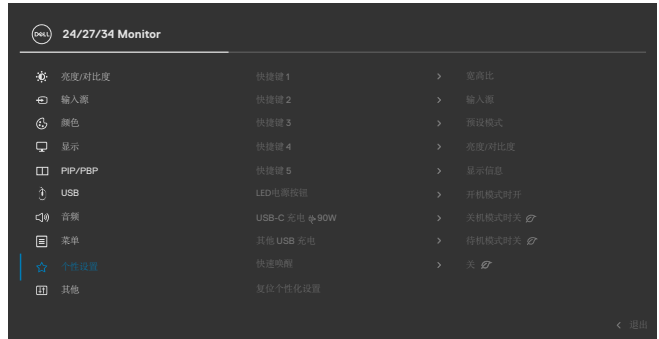 DELL
24/27/34 Monitor
亮度/对比度 快捷键 1 宽高比
输入源 快捷键 2 输入源
颜色 快捷键 3 预设模式
显示 快捷键 4 亮度/对比度
PIP/PBP 快捷键 5 显示信息
USB LED电源按钮 开机模式时开
音频 USB-C 充电 90W 关机模式时关
菜单 其他 USB 充电 待机模式时关
个性设置 快速唤醒 关
其他 复位个性化设置
退出